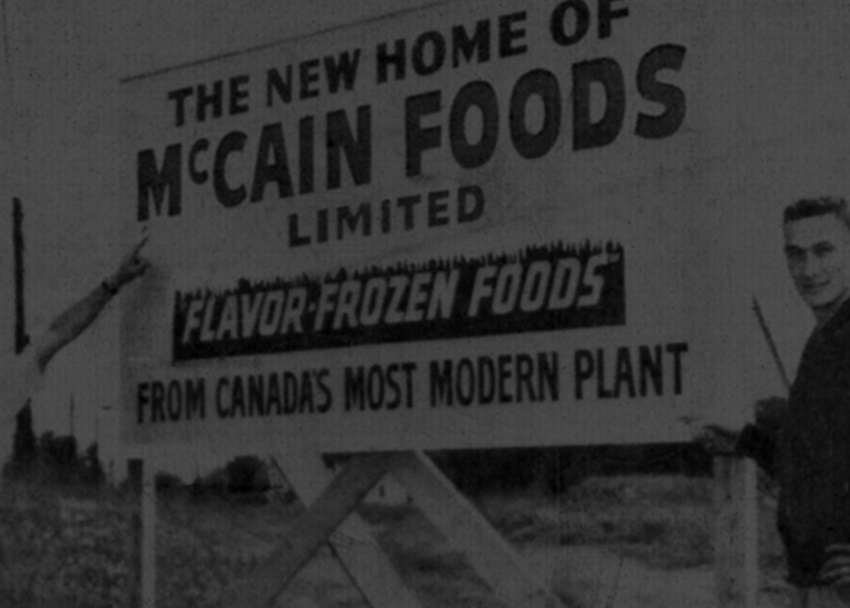 THE NEW HOME OF
McCAIN FOODS
LIMITED
"FLAVOR-FROZEN FOODS"
FROM CANADA'S MOST MODERN PLANT